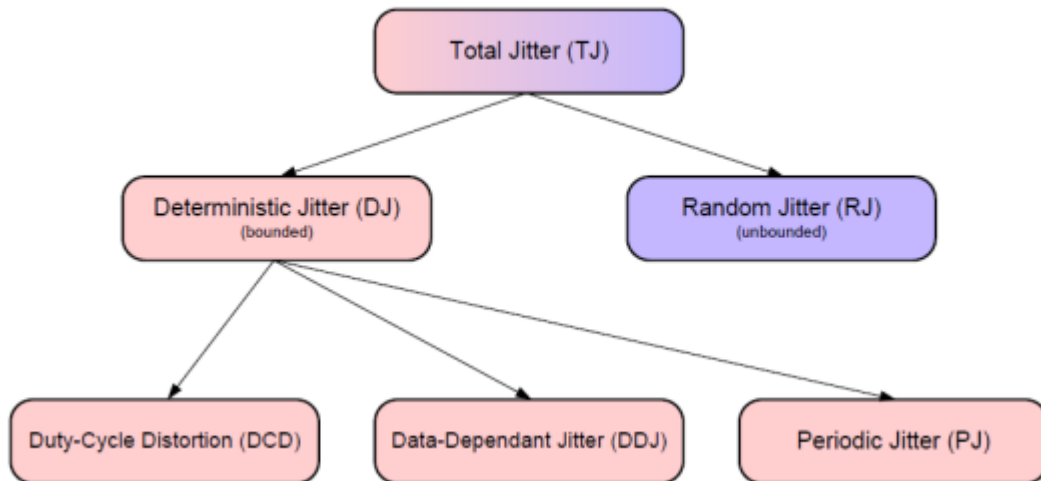 Total Jitter (TJ)
Deterministic Jitter (DJ)
(bounded)
Random Jitter (RJ)
(unbounded)
Duty-Cycle Distortion (DCD)
Data-Dependant Jitter (DDJ)
Periodic Jitter (PJ)